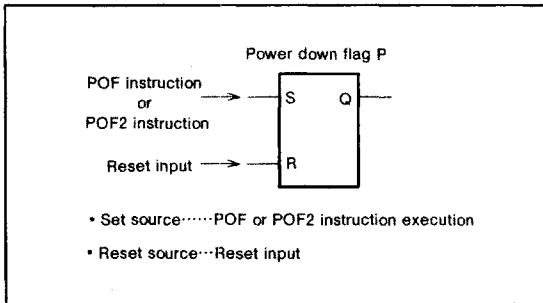 Power down flag P
POF instruction
or
POF2 instruction
S
Q
Reset input
R
• Set source······POF or POF2 instruction execution
• Reset source···Reset input